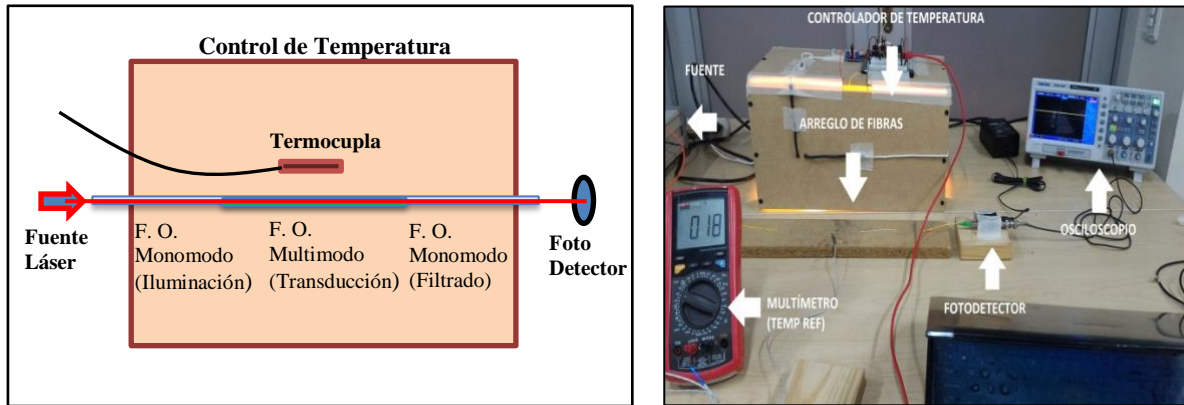 Control de Temperatura
Termocupla
Fuente
Láser
F. O.
Monomodo
(Iluminación)
F. O.
Multimodo
(Transducción)
F. O.
Monomodo
(Filtrado)
Foto
Detector
CONTROLADOR DE TEMPERATURA
FUENTE
ARREGLO DE FIBRAS
018
OSCILOSCOPIO
MULTÍMETRO
(TEMP REF)
FOTODETECTOR